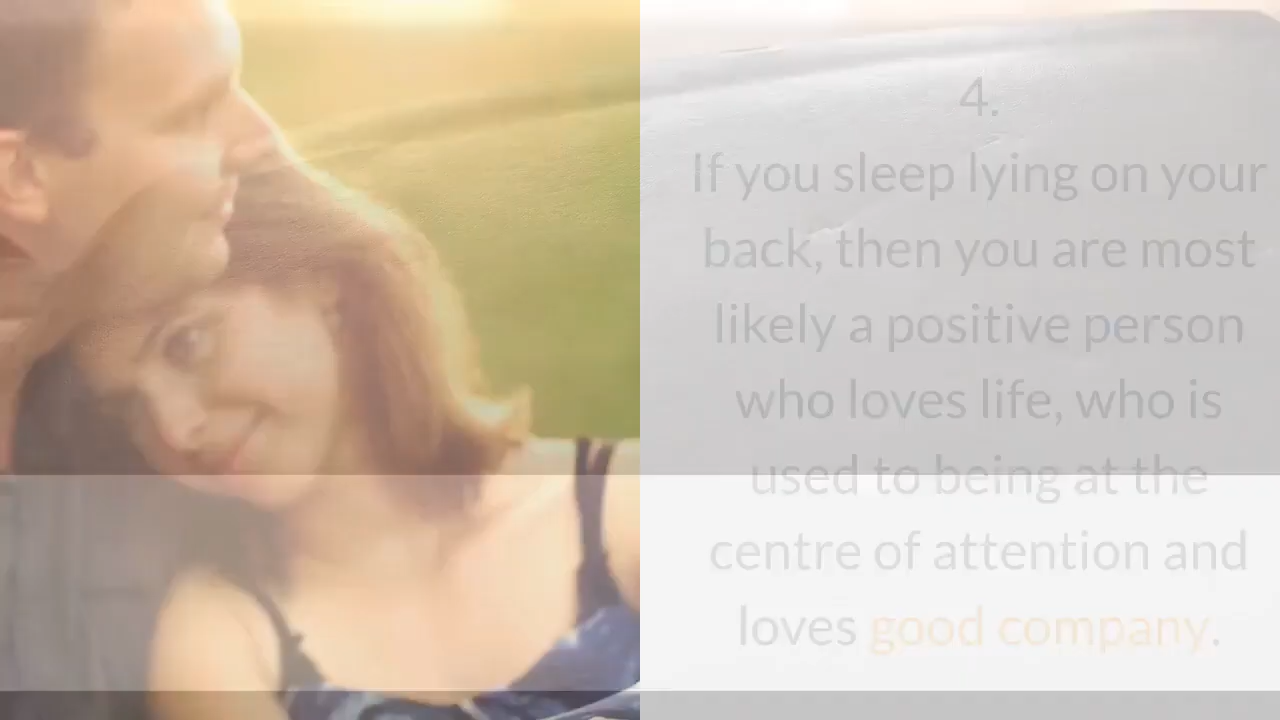 4.
If you sleep lying on your
back, then you are most
likely a positive person
who loves life, who is
used to being at the
centre of attention and
loves good company.